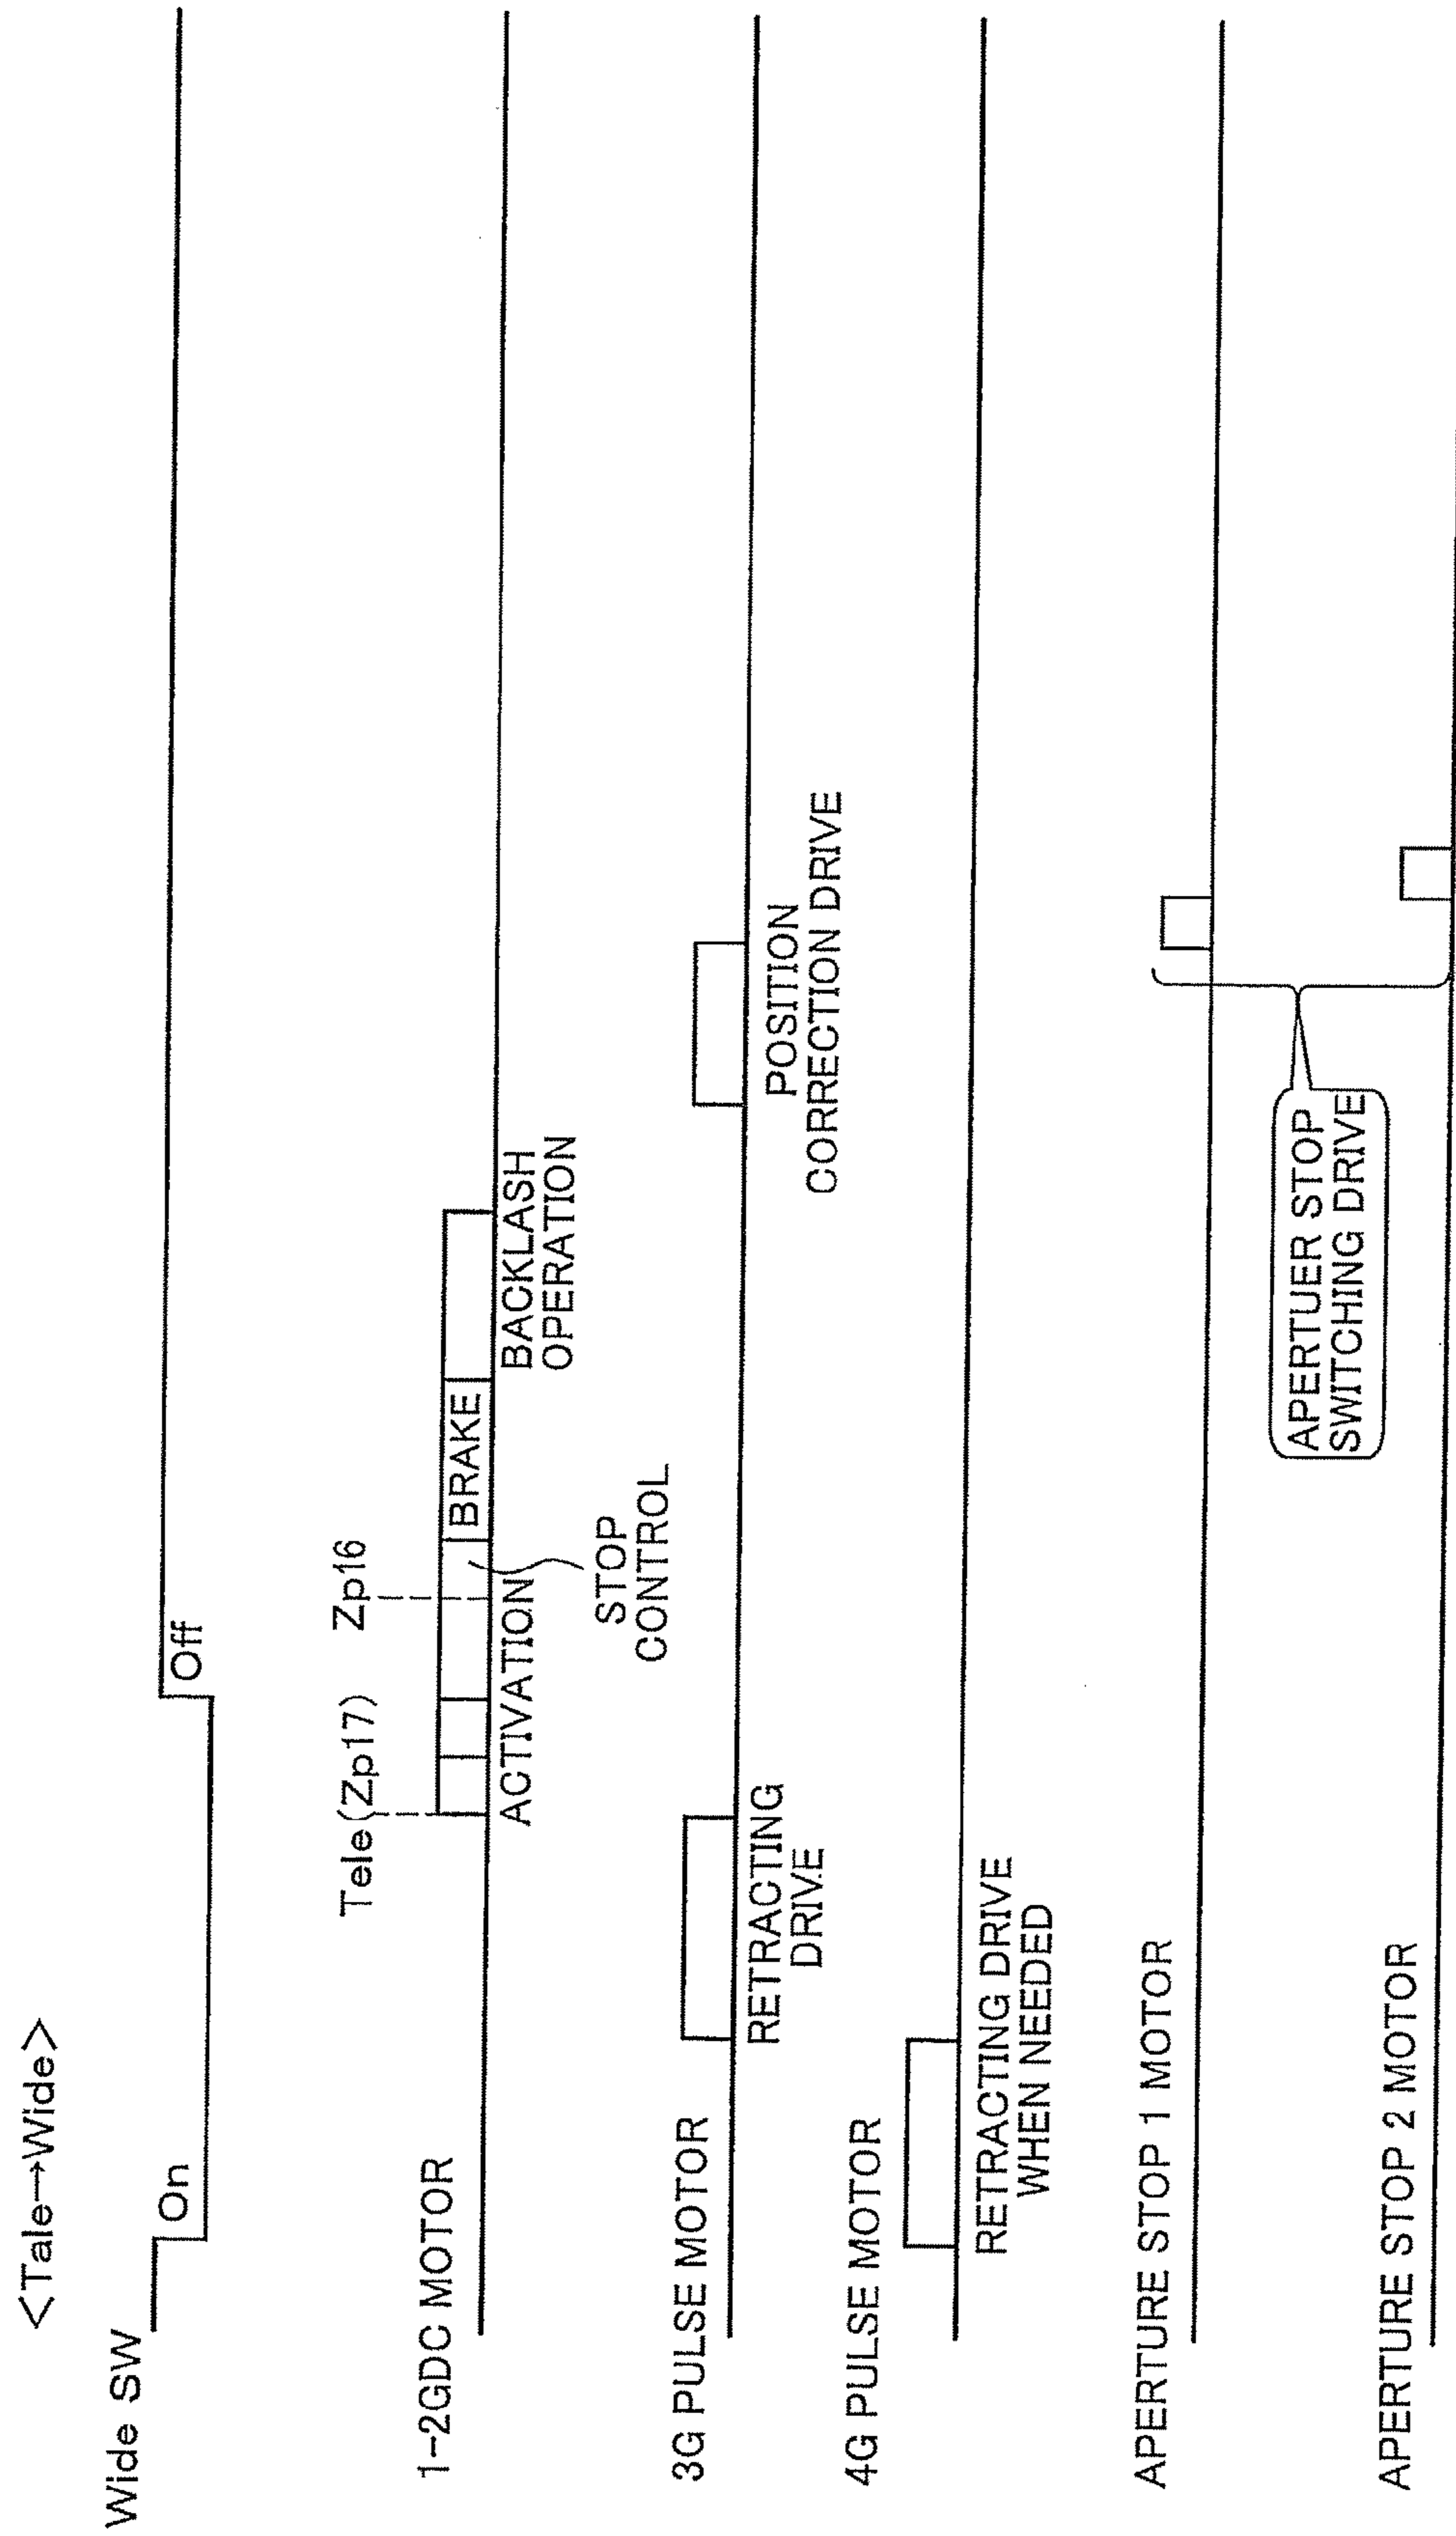 <Tale→Wide>
Wide SW
On
Off
1-2GDC MOTOR
Tele(Zp17)
Zp16
BRAKE
ACTIVATION
BACKLASH
OPERATION
STOP
CONTROL
3G PULSE MOTOR
RETRACTING
DRIVE
POSITION
CORRECTION DRIVE
4G PULSE MOTOR
RETRACTING DRIVE
WHEN NEEDED
APERTURE STOP 1 MOTOR
APERTUER STOP
SWITCHING DRIVE
APERTURE STOP 2 MOTOR